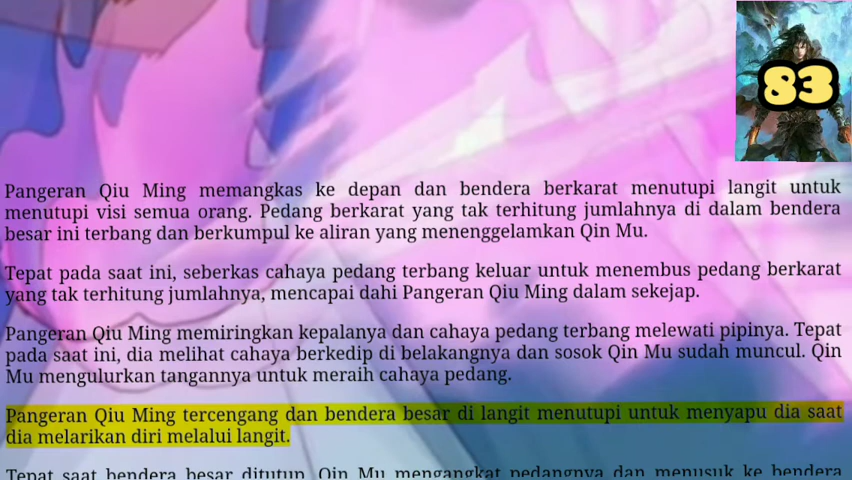 83
Pangeran Qiu Ming memangkas ke depan dan bendera berkarat menutupi langit untuk
menutupi visi semua orang. Pedang berkarat yang tak terhitung jumlahnya di dalam bendera
besar ini terbang dan berkumpul ke aliran yang menenggelamkan Qin Mu.
Tepat pada saat ini, seberkas cahaya pedang terbang keluar untuk menembus pedang berkarat
yang tak terhitung jumlahnya, mencapai dahi Pangeran Qiu Ming dalam sekejap.
Pangeran Qiu Ming memiringkan kepalanya dan cahaya pedang terbang melewati pipinya. Tepat
pada saat ini, dia melihat cahaya berkedip di belakangnya dan sosok Qin Mu sudah muncul. Qin
Mu mengulurkan tangannya untuk meraih cahaya pedang.
Pangeran Qiu Ming tercengang dan bendera besar di langit menutupi untuk menyapu dia saat
dia melarikan diri melalui langit.
Tepat saat bendera besar ditutup, Qin Mu mengangkat pedangnya dan menusuk ke bendera